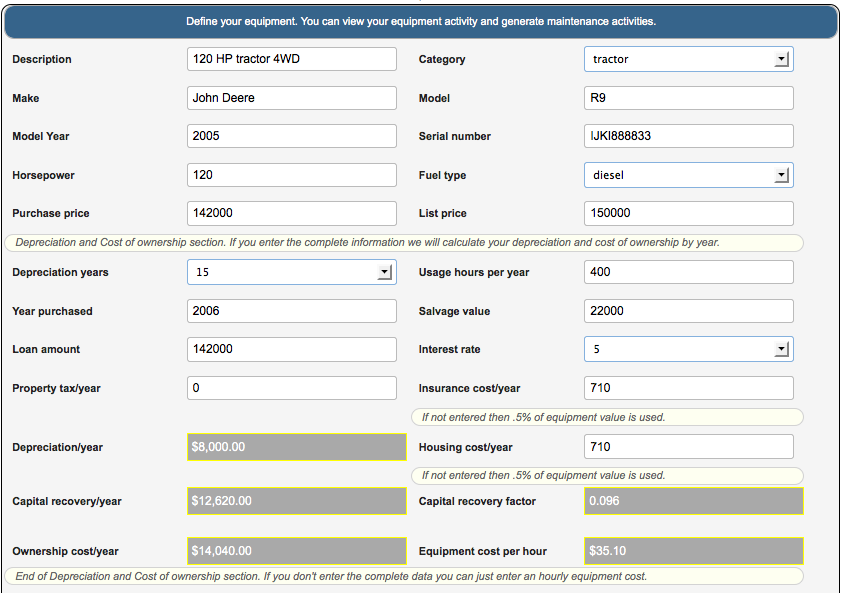 Define your equipment. You can view your equipment activity and generate maintenance activities.
Description 120 HP tractor 4WD Category tractor
Make John Deere Model R9
Model Year 2005 Serial number IJKI888833
Horsepower 120 Fuel type diesel
Purchase price 142000 List price 150000
Depreciation and Cost of ownership section. If you enter the complete information we will calculate your depreciation and cost of ownership by year.
Depreciation years 15 Usage hours per year 400
Year purchased 2006 Salvage value 22000
Loan amount 142000 Interest rate 5
Property tax/year 0 Insurance cost/year 710
If not entered then .5% of equipment value is used.
Depreciation/year $8,000.00 Housing cost/year 710
If not entered then .5% of equipment value is used.
Capital recovery/year $12,620.00 Capital recovery factor 0.096
Ownership cost/year $14,040.00 Equipment cost per hour $35.10
End of Depreciation and Cost of ownership section. If you don't enter the complete data you can just enter an hourly equipment cost.